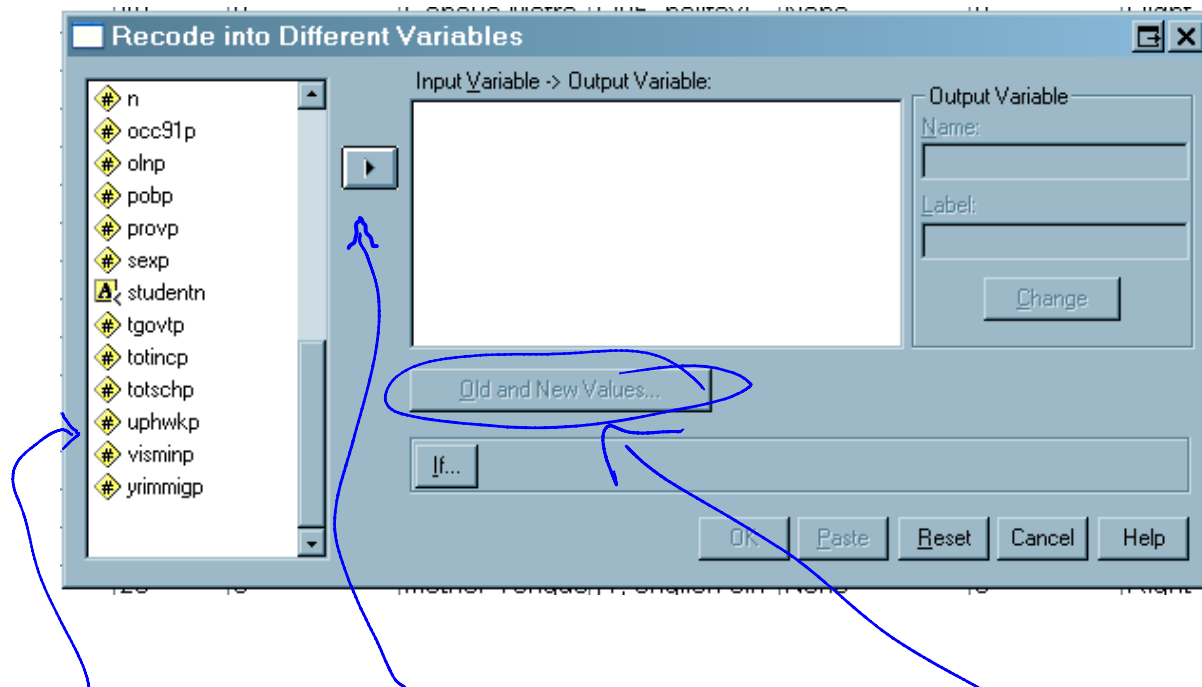 Recode into Different Variables
n
occ91p
olnp
pobp
provp
sexp
studentn
tgovtp
totincp
totschp
uphwkp
visminp
yrimmigp
Input Variable -> Output Variable:
Output Variable
Name:
Label:
Change
Old and New Values...
If...
OK
Paste
Reset
Cancel
Help